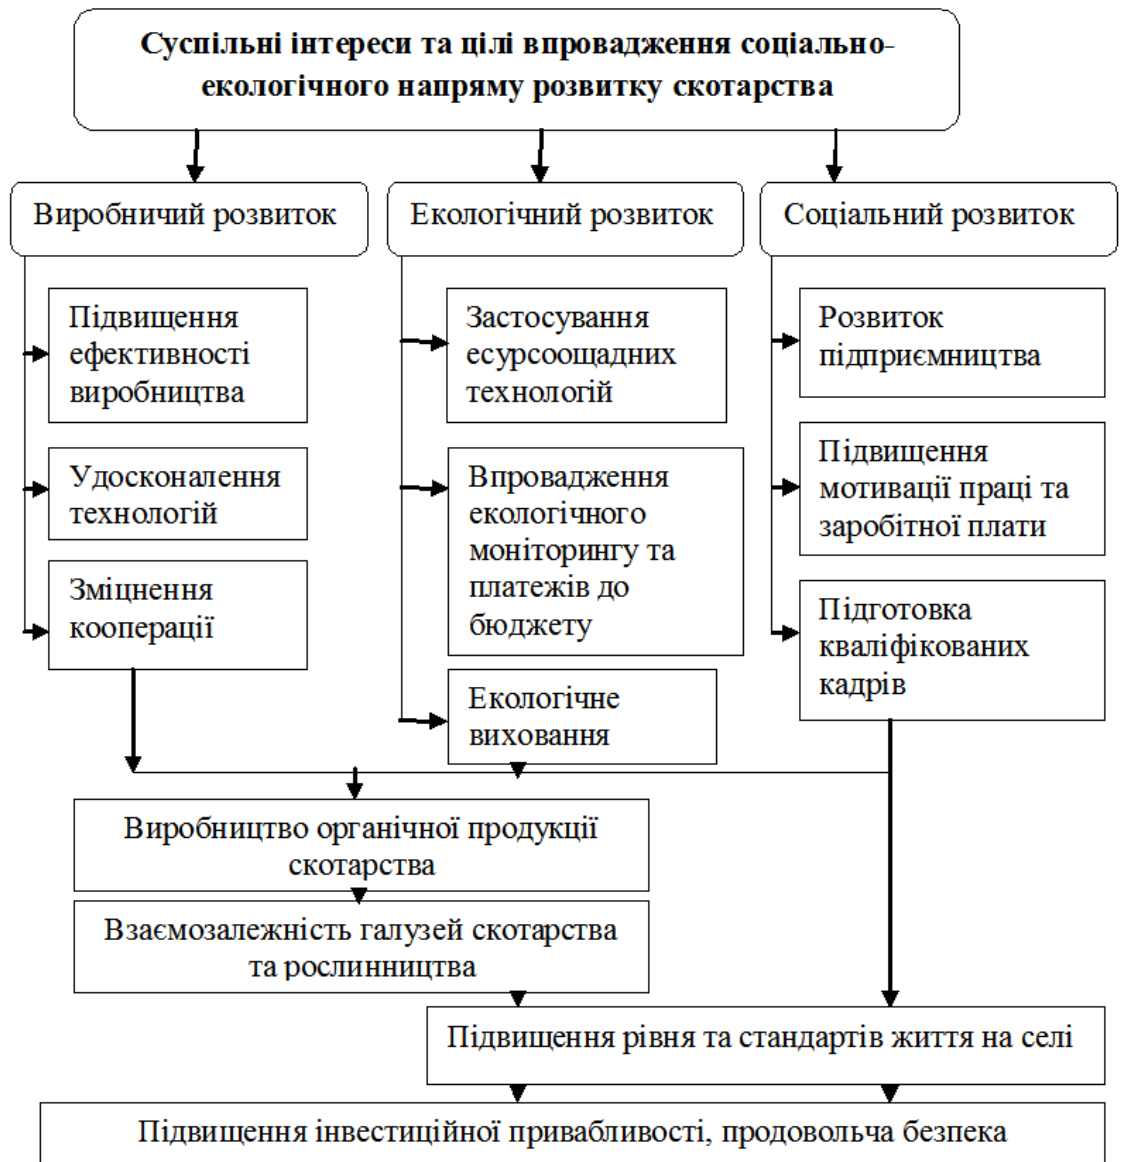 Суспільні інтереси та цілі впровадження соціально-
екологічного напряму розвитку скотарства
Виробничий розвиток
Екологічний розвиток
Соціальний розвиток
Підвищення
ефективності
виробництва
Удосконалення
технологій
Зміцнення
кооперації
Застосування
есурсоощадних
технологій
Впровадження
екологічного
моніторингу та
платежів до
бюджету
Екологічне
виховання
Розвиток
підприємництва
Підвищення
мотивації праці та
заробітної плати
Підготовка
кваліфікованих
кадрів
Виробництво органічної продукції
скотарства
Взаємозалежність галузей скотарства
та рослинництва
Підвищення рівня та стандартів життя на селі
Підвищення інвестиційної привабливості, продовольча безпека